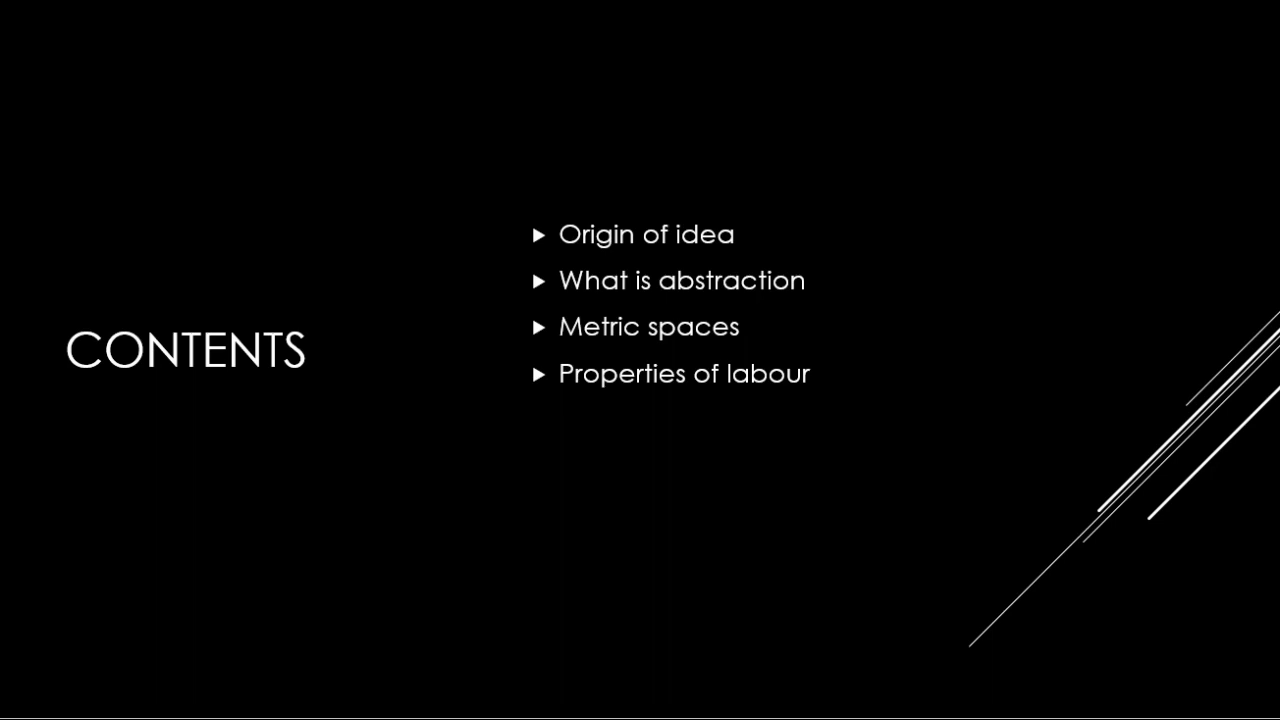 CONTENTS
Origin of idea
What is abstraction
Metric spaces
Properties of labour